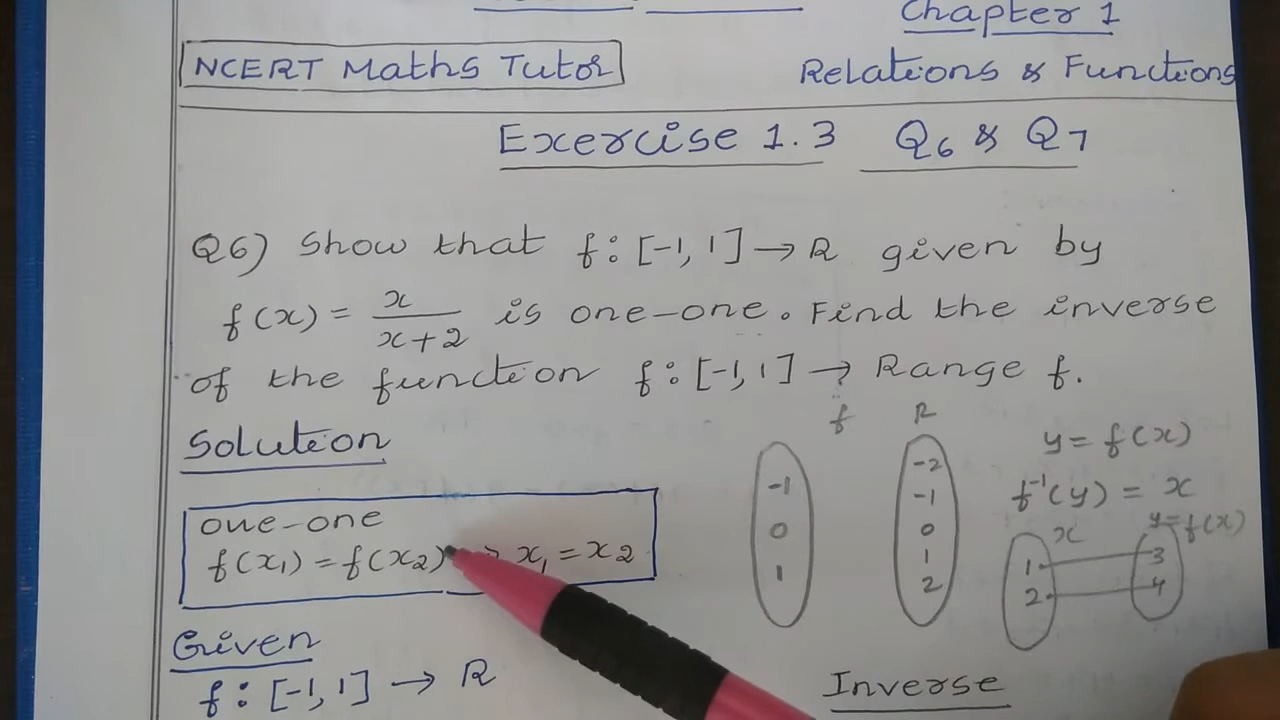 Chapter 1
NCERT Maths Tutor
Relations & Functions
Exercise 1.3 Q6 & Q7
Q6) Show that f: [-1, 1] → R given by
f(x) = x/(x+2) is one-one. Find the inverse
of the function f: [-1, 1] → Range f.
Solution
one-one
f(x₁) = f(x₂) ⇒ x₁ = x₂
Given
f: [-1, 1] → R
f R
-1
0
1
-2
-1
0
1
2
y = f(x)
f⁻¹(y) = x
x y = f(x)
1 3
2 4
Inverse